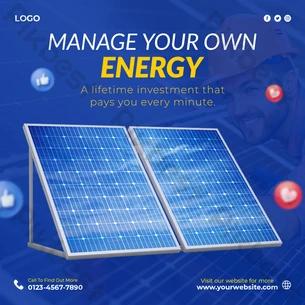 LOGO
MANAGE YOUR OWN
ENERGY
A lifetime investment that
pays you every minute.
Call To Find Out More
0123-4567-7890
Visit our website for more
www.yourwebsite.com